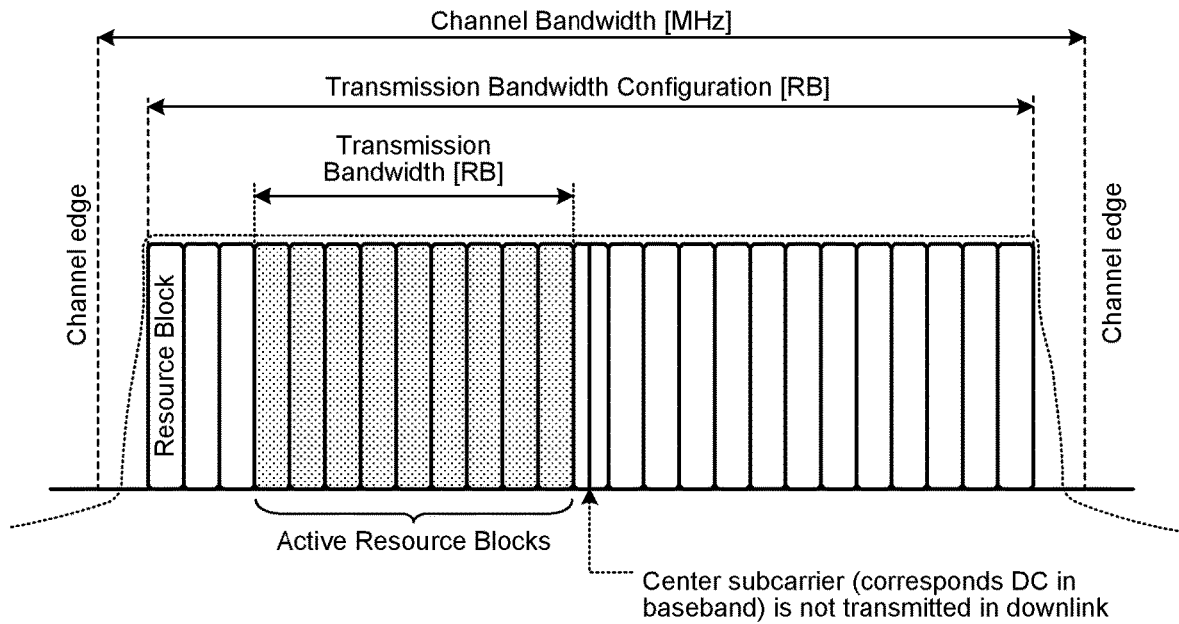 Channel Bandwidth [MHz]
Transmission Bandwidth Configuration [RB]
Transmission
Bandwidth [RB]
Channel edge
Channel edge
Resource Block
Active Resource Blocks
Center subcarrier (corresponds DC in
baseband) is not transmitted in downlink